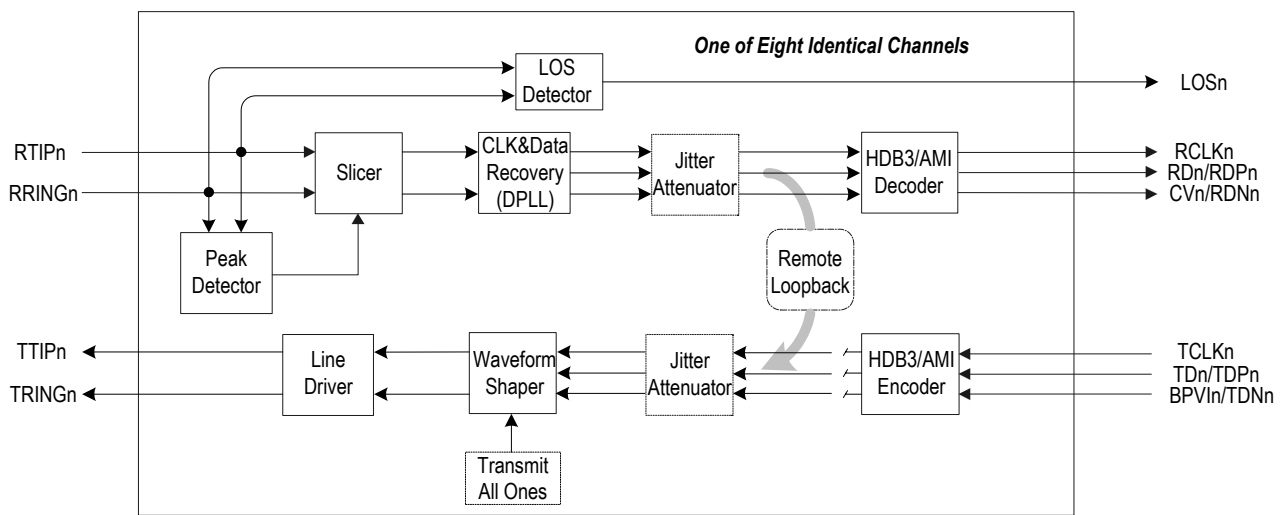 One of Eight Identical Channels
LOS
Detector
LOSn
RTIPn
RRINGn
Slicer
CLK&Data
Recovery
(DPLL)
Jitter
Attenuator
HDB3/AMI
Decoder
RCLKn
RDn/RDPn
CVn/RDNn
Peak
Detector
Remote
Loopback
TTIPn
TRINGn
Line
Driver
Waveform
Shaper
Jitter
Attenuator
HDB3/AMI
Encoder
TCLKn
TDn/TDPn
BPVIn/TDNn
Transmit
All Ones